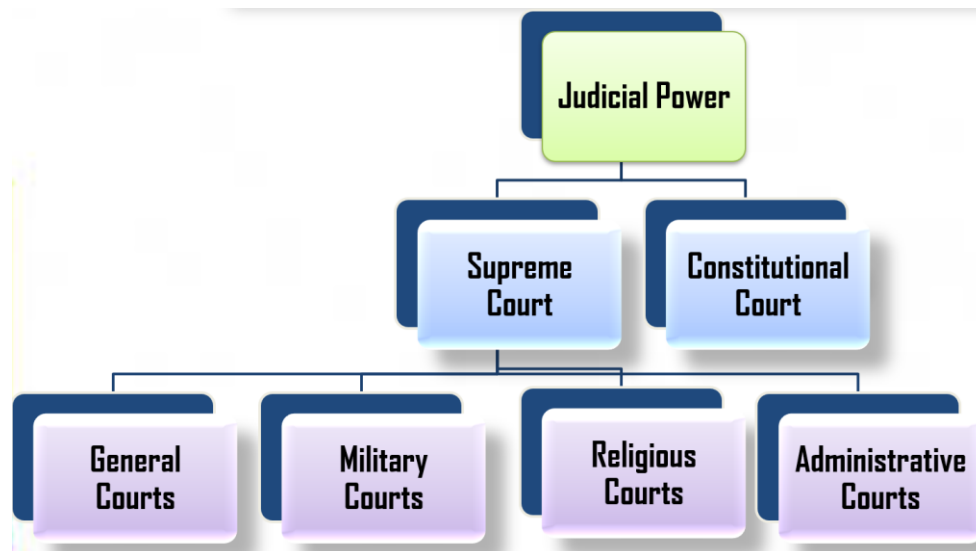 Judicial Power
Supreme
Court
Constitutional
Court
General
Courts
Military
Courts
Religious
Courts
Administrative
Courts